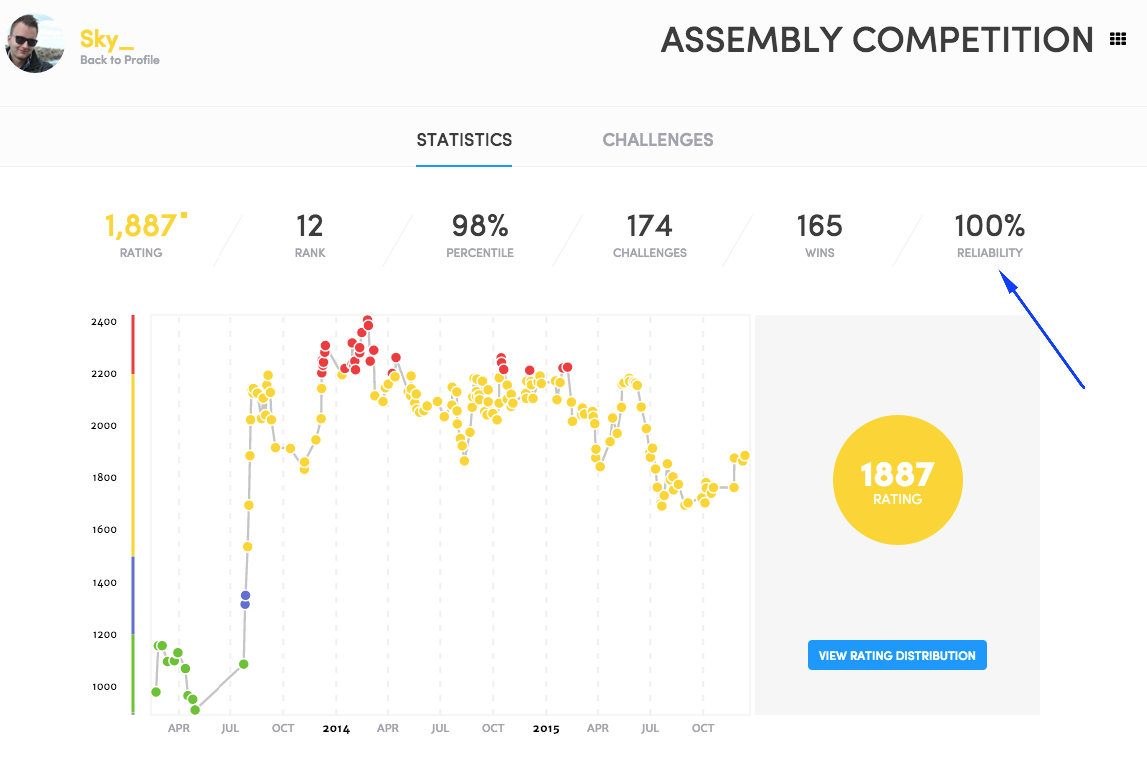 Sky_
Back to Profile
ASSEMBLY COMPETITION
STATISTICS CHALLENGES
1,887 12 98% 174 165 100%
RATING RANK PERCENTILE CHALLENGES WINS RELIABILITY
2400
2200
2000
1800
1600
1400
1200
1000
APR JUL OCT 2014 APR JUL OCT 2015 APR JUL OCT
1887
RATING
VIEW RATING DISTRIBUTION